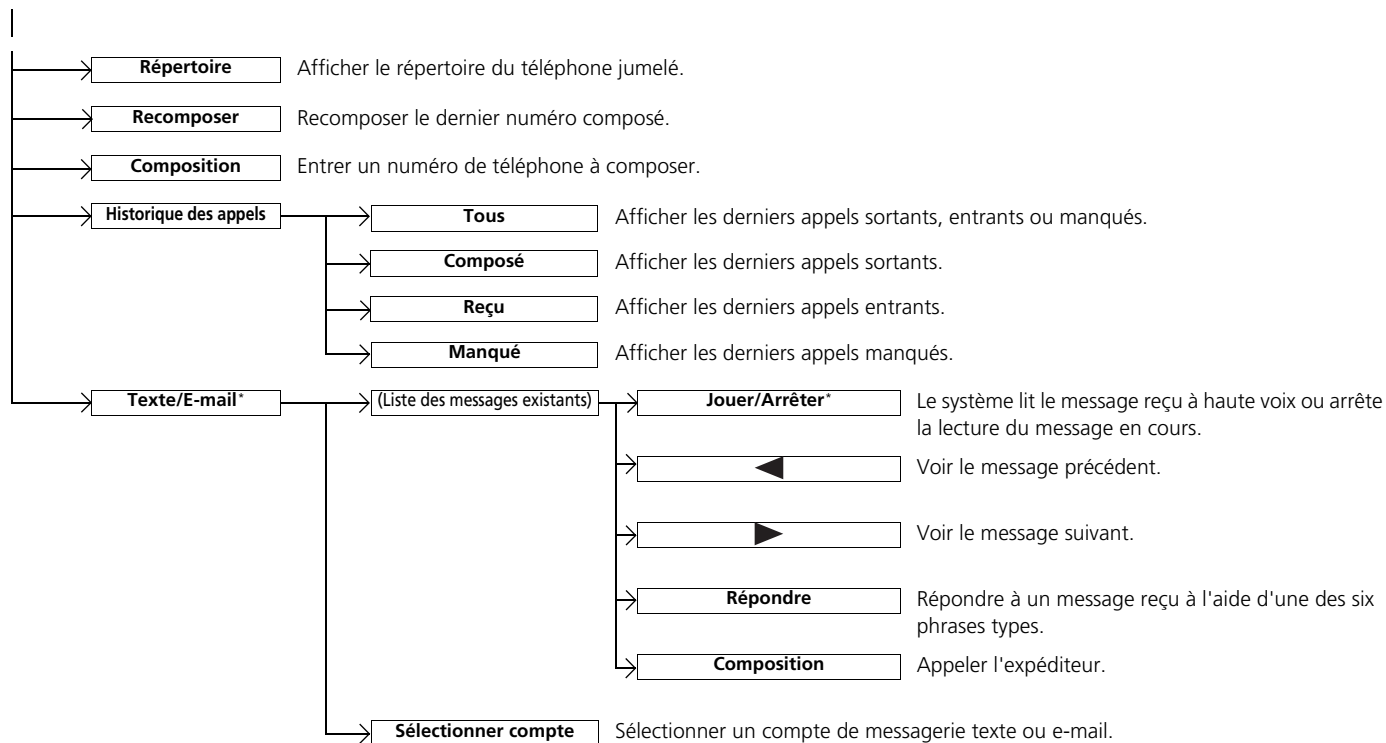 Répertoire Afficher le répertoire du téléphone jumelé.
Recomposer Recomposer le dernier numéro composé.
Composition Entrer un numéro de téléphone à composer.
Historique des appels Tous Afficher les derniers appels sortants, entrants ou manqués.
Composé Afficher les derniers appels sortants.
Reçu Afficher les derniers appels entrants.
Manqué Afficher les derniers appels manqués.
Texte/E-mail* (Liste des messages existants) Jouer/Arrêter* Le système lit le message reçu à haute voix ou arrête
la lecture du message en cours.
Voir le message précédent.
Voir le message suivant.
Répondre Répondre à un message reçu à l'aide d'une des six
phrases types.
Composition Appeler l'expéditeur.
Sélectionner compte Sélectionner un compte de messagerie texte ou e-mail.